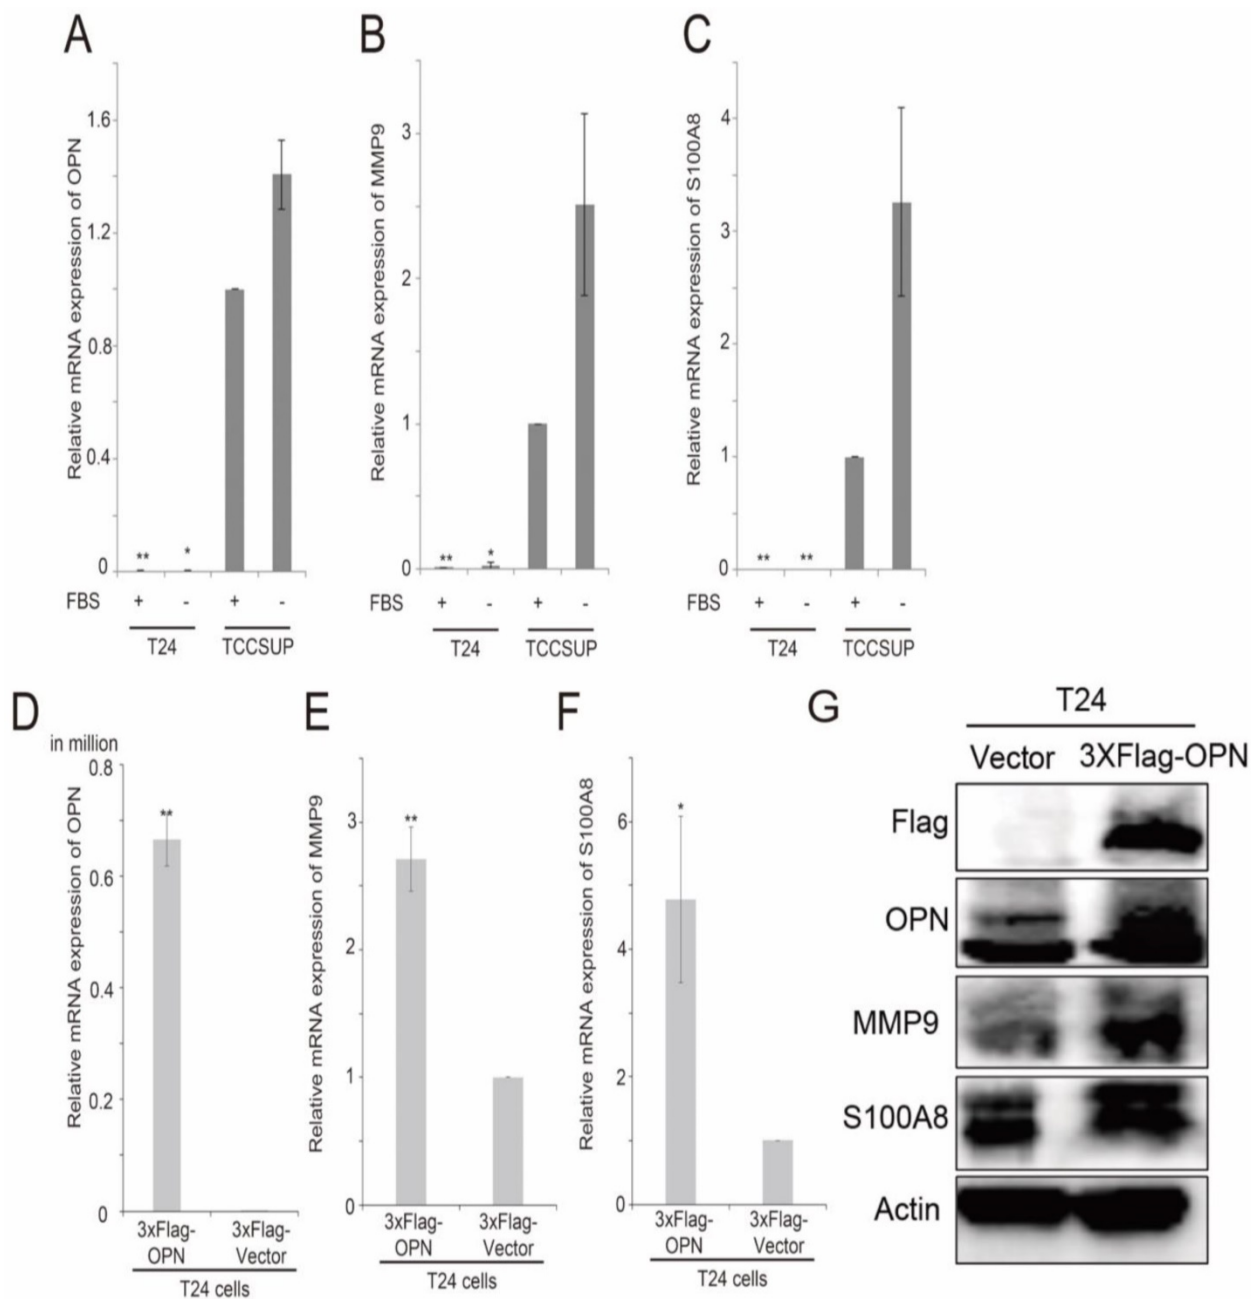 A
B
C
Relative mRNA expression of OPN
1.6
1.2
0.8
0.4
0
** *
FBS + - + -
T24 TCCSUP
Relative mRNA expression of MMP9
3
2
1
0
** *
FBS + - + -
T24 TCCSUP
Relative mRNA expression of S100A8
4
3
2
1
0
** **
FBS + - + -
T24 TCCSUP
D
in million
Relative mRNA expression of OPN
0.8
0.6
0.4
0.2
0
**
3xFlag- 3xFlag-
OPN Vector
T24 cells
E
Relative mRNA expression of MMP9
3
2
1
0
**
3xFlag- 3xFlag-
OPN Vector
T24 cells
F
Relative mRNA expression of S100A8
6
4
2
0
*
3xFlag- 3xFlag-
OPN Vector
T24 cells
G
T24
Vector 3XFlag-OPN
Flag
OPN
MMP9
S100A8
Actin